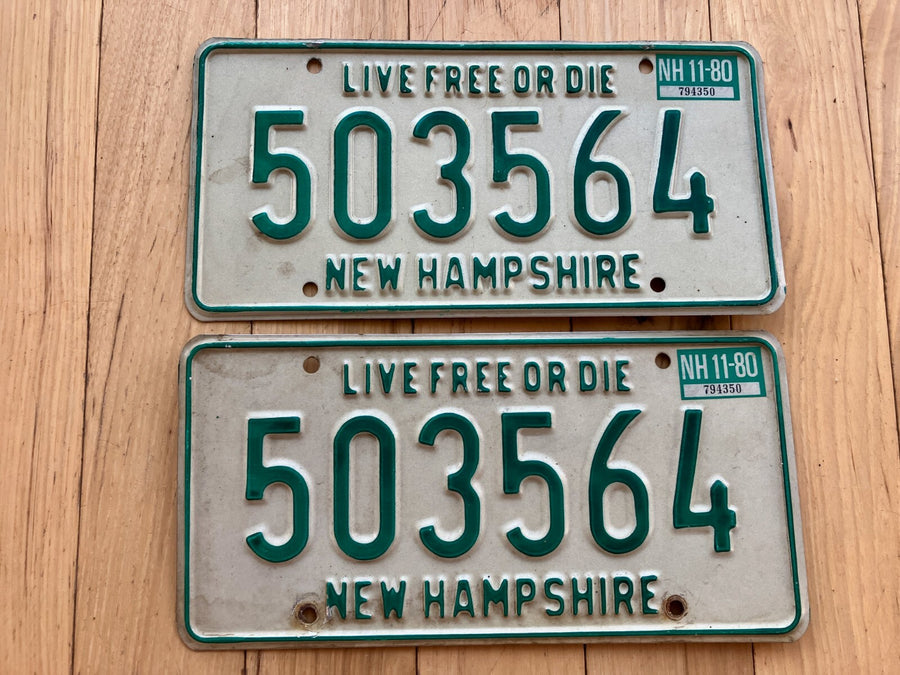 LIVE FREE OR DIE
NH 11-80
794350
503564
NEW HAMPSHIRE
LIVE FREE OR DIE
NH 11-80
794350
503564
NEW HAMPSHIRE